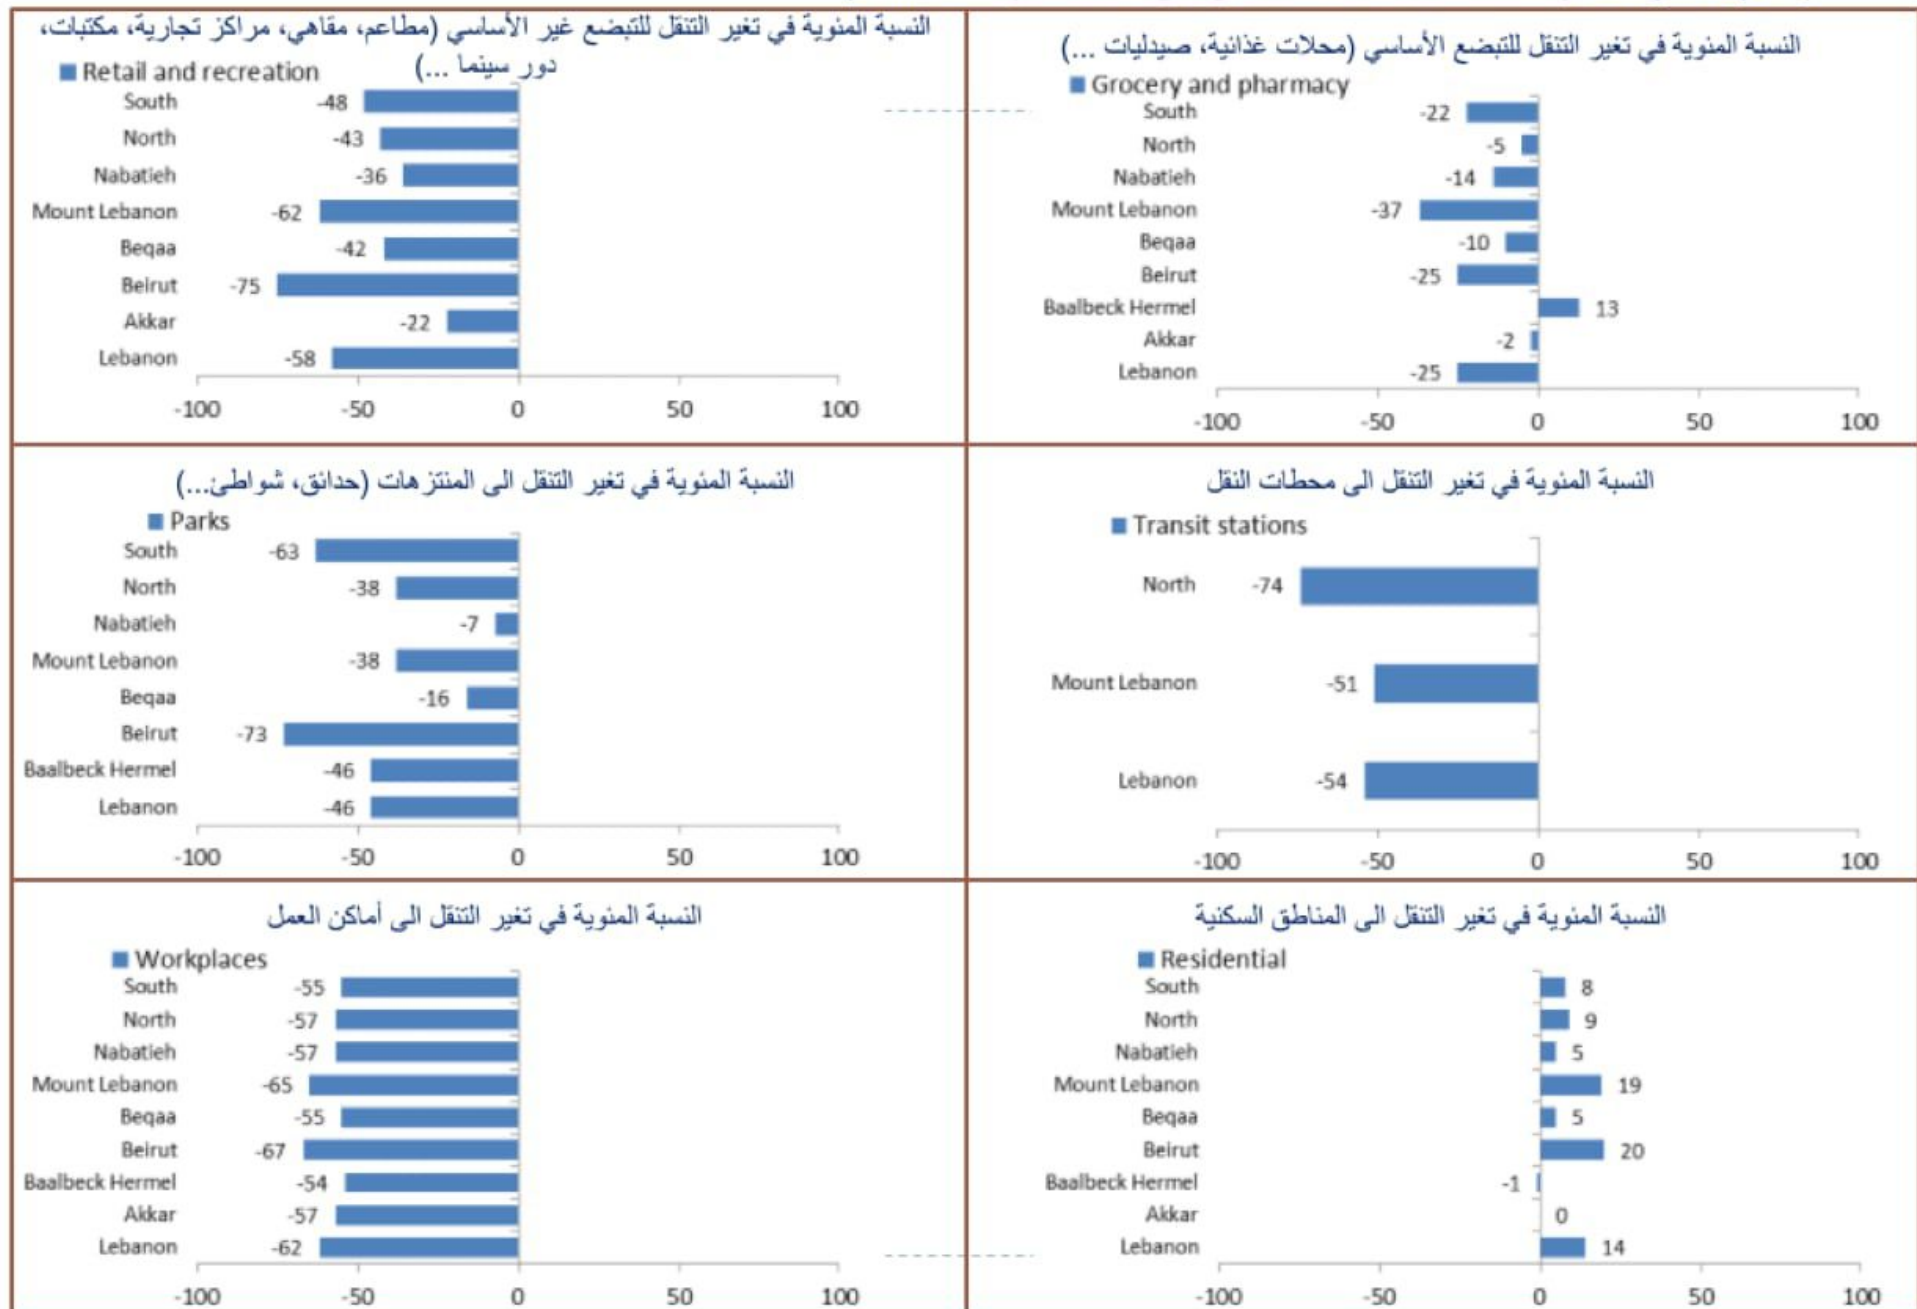 النسبة المئوية في تغير التنقل للتبضع غير الأساسي (مطاعم، مقاهي، مراكز تجارية، مكتبات،
دور سينما ...)
Retail and recreation
South -48
North -43
Nabatieh -36
Mount Lebanon -62
Beqaa -42
Beirut -75
Akkar -22
Lebanon -58
-100 -50 0 50 100
النسبة المئوية في تغير التنقل للتبضع الأساسي (محلات غذائية، صيدليات ...)
Grocery and pharmacy
South -22
North -5
Nabatieh -14
Mount Lebanon -37
Beqaa -10
Beirut -25
Baalbeck Hermel 13
Akkar -2
Lebanon -25
-100 -50 0 50 100
النسبة المئوية في تغير التنقل الى المنتزهات (حدائق، شواطئ...)
Parks
South -63
North -38
Nabatieh -7
Mount Lebanon -38
Beqaa -16
Beirut -73
Baalbeck Hermel -46
Lebanon -46
-100 -50 0 50 100
النسبة المئوية في تغير التنقل الى محطات النقل
Transit stations
North -74
Mount Lebanon -51
Lebanon -54
-100 -50 0 50 100
النسبة المئوية في تغير التنقل الى أماكن العمل
Workplaces
South -55
North -57
Nabatieh -57
Mount Lebanon -65
Beqaa -55
Beirut -67
Baalbeck Hermel -54
Akkar -57
Lebanon -62
-100 -50 0 50 100
النسبة المئوية في تغير التنقل الى المناطق السكنية
Residential
South 8
North 9
Nabatieh 5
Mount Lebanon 19
Beqaa 5
Beirut 20
Baalbeck Hermel -1
Akkar 0
Lebanon 14
-100 -50 0 50 100